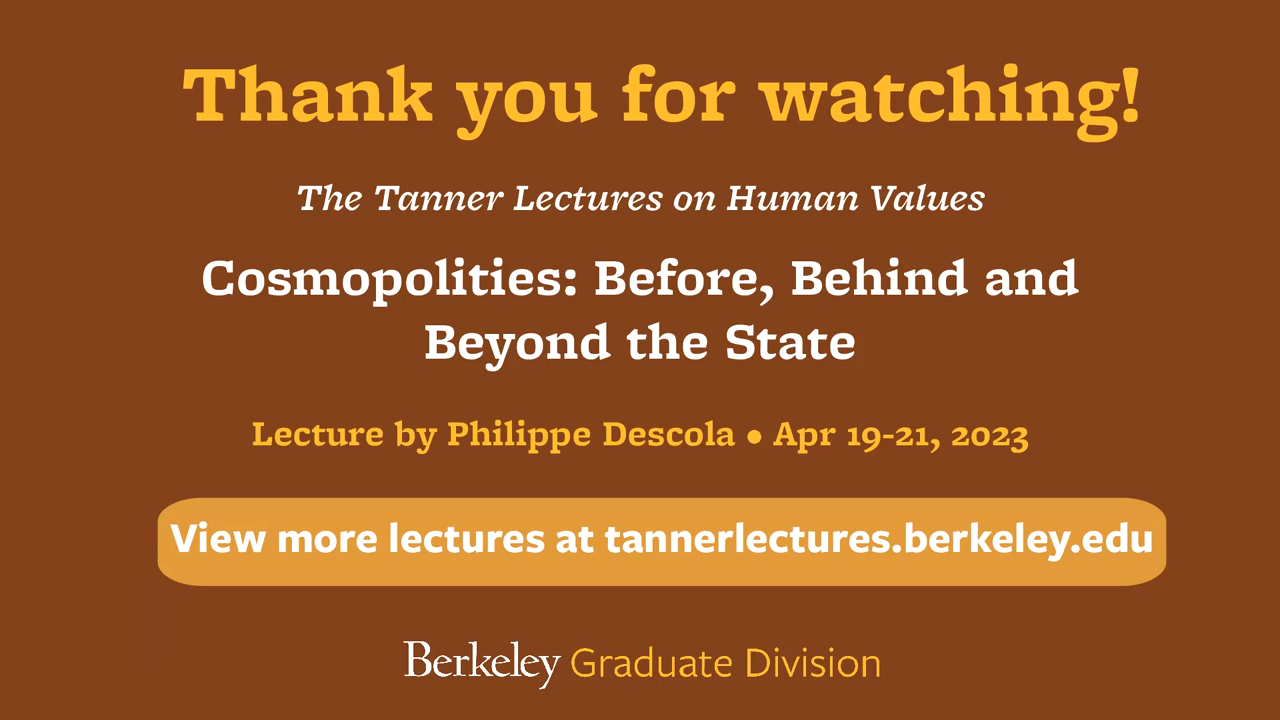 Thank you for watching!
The Tanner Lectures on Human Values
Cosmopolities: Before, Behind and
Beyond the State
Lecture by Philippe Descola • Apr 19-21, 2023
View more lectures at tannerlectures.berkeley.edu
Berkeley Graduate Division